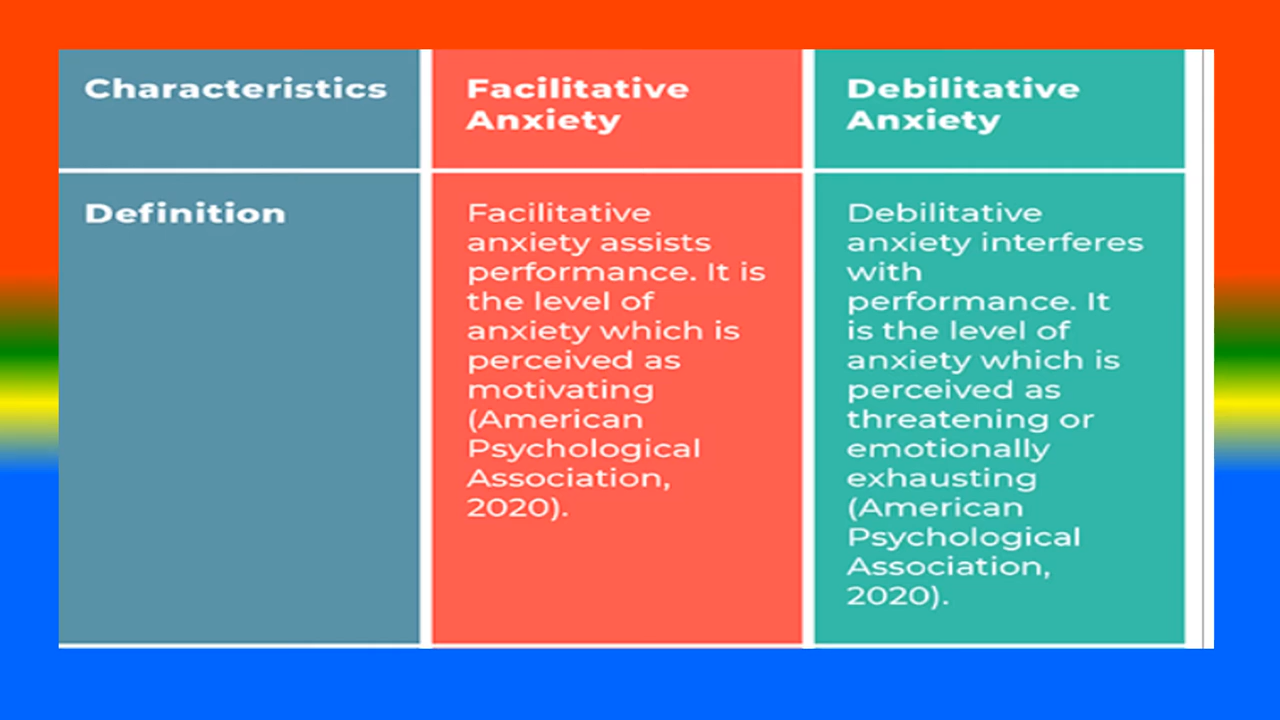 Characteristics
Facilitative
Anxiety
Debilitative
Anxiety
Definition
Facilitative
anxiety assists
performance. It is
the level of
anxiety which is
perceived as
motivating
(American
Psychological
Association,
2020).
Debilitative
anxiety interferes
with
performance. It
is the level of
anxiety which is
perceived as
threatening or
emotionally
exhausting
(American
Psychological
Association,
2020).